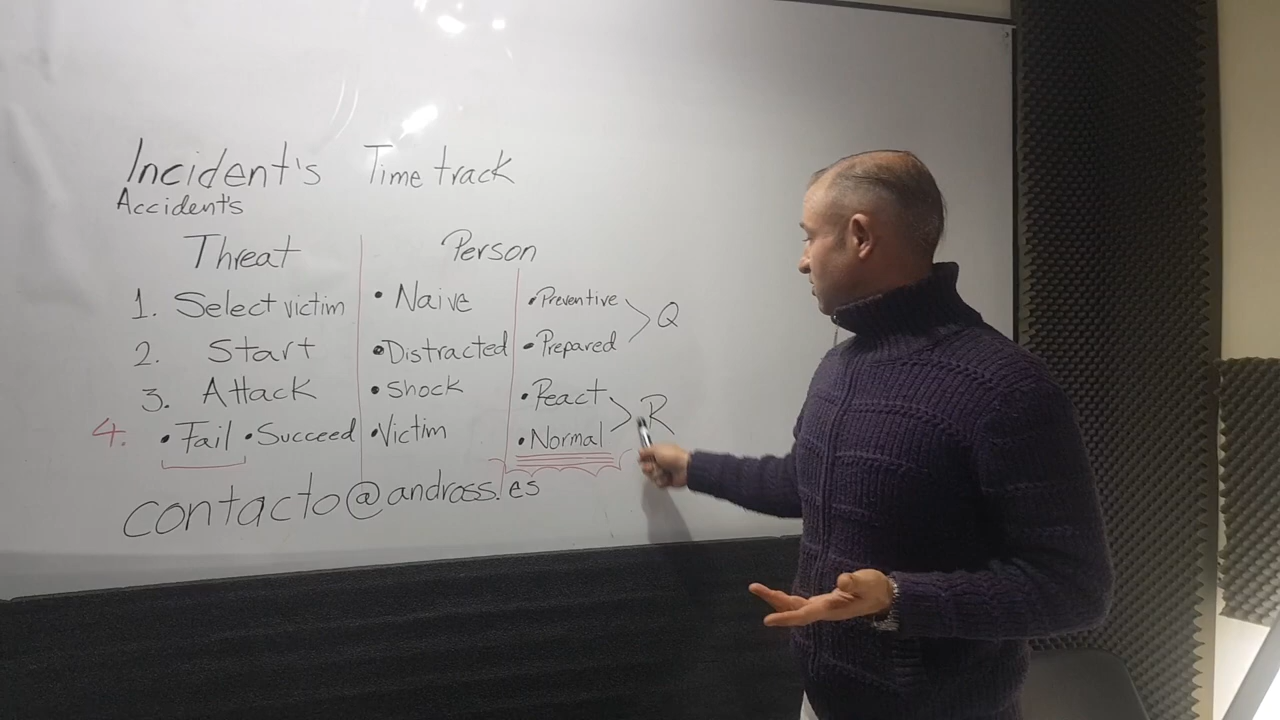 Incident's Time track
Accident's
Threat Person
1. Select victim • Naive • Preventive Q
2. Start • Distracted • Prepared
3. Attack • Shock • React R
4. • Fail • Succeed • Victim • Normal
contacto@andross.es